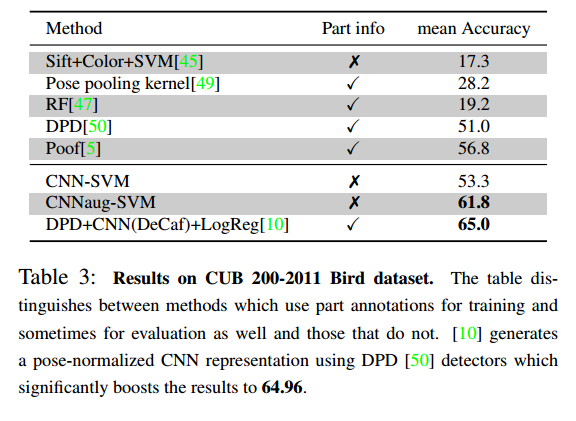 Method Part info mean Accuracy
Sift+Color+SVM[45] ✗ 17.3
Pose pooling kernel[49] ✓ 28.2
RF[47] ✓ 19.2
DPD[50] ✓ 51.0
Poof[5] ✓ 56.8
CNN-SVM ✗ 53.3
CNNaug-SVM ✗ 61.8
DPD+CNN(DeCaf)+LogReg[10] ✓ 65.0
Table 3: Results on CUB 200-2011 Bird dataset. The table dis-
tinguishes between methods which use part annotations for training and
sometimes for evaluation as well and those that do not. [10] generates
a pose-normalized CNN representation using DPD [50] detectors which
significantly boosts the results to 64.96.